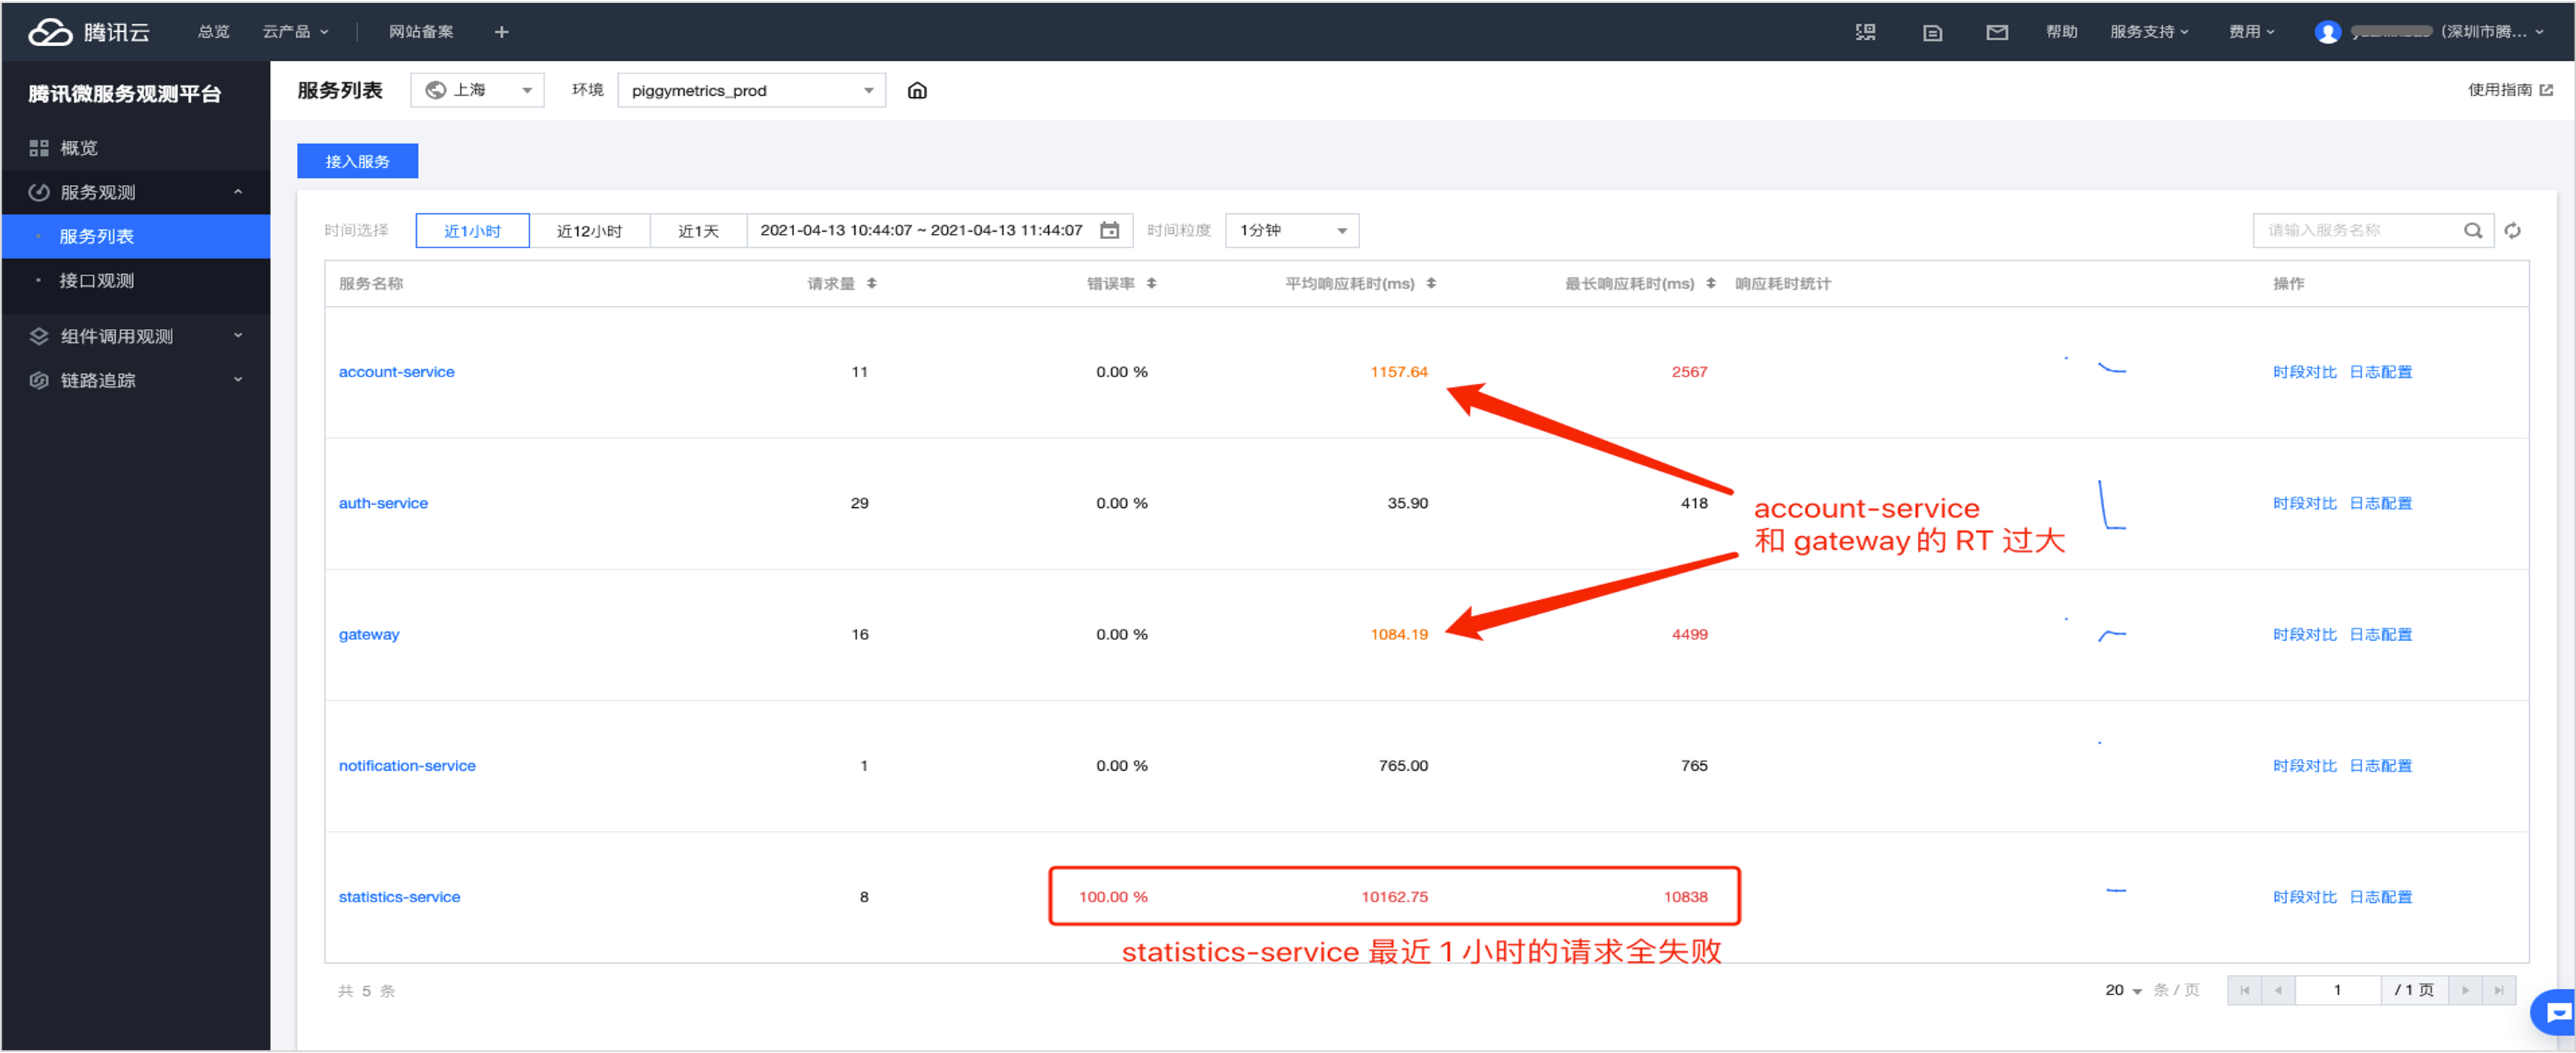 腾讯云 总览 云产品 网站备案 + 帮助 服务支持 费用 (深圳市腾...
腾讯微服务观测平台
概览
服务观测
服务列表
接口观测
组件调用观测
链路追踪
服务列表 上海 环境 piggymetrics_prod 使用指南
接入服务
时间选择 近1小时 近12小时 近1天 2021-04-13 10:44:07 ~ 2021-04-13 11:44:07 时间粒度 1分钟 请输入服务名称
服务名称 请求量 错误率 平均响应耗时(ms) 最长响应耗时(ms) 响应耗时统计 操作
account-service 11 0.00 % 1157.64 2567 时段对比 日志配置
auth-service 29 0.00 % 35.90 418 时段对比 日志配置
account-service
和 gateway 的 RT 过大
gateway 16 0.00 % 1084.19 4499 时段对比 日志配置
notification-service 1 0.00 % 765.00 765 时段对比 日志配置
statistics-service 8 100.00 % 10162.75 10838 时段对比 日志配置
statistics-service 最近 1 小时的请求全失败
共 5 条 20 条 / 页 1 / 1 页